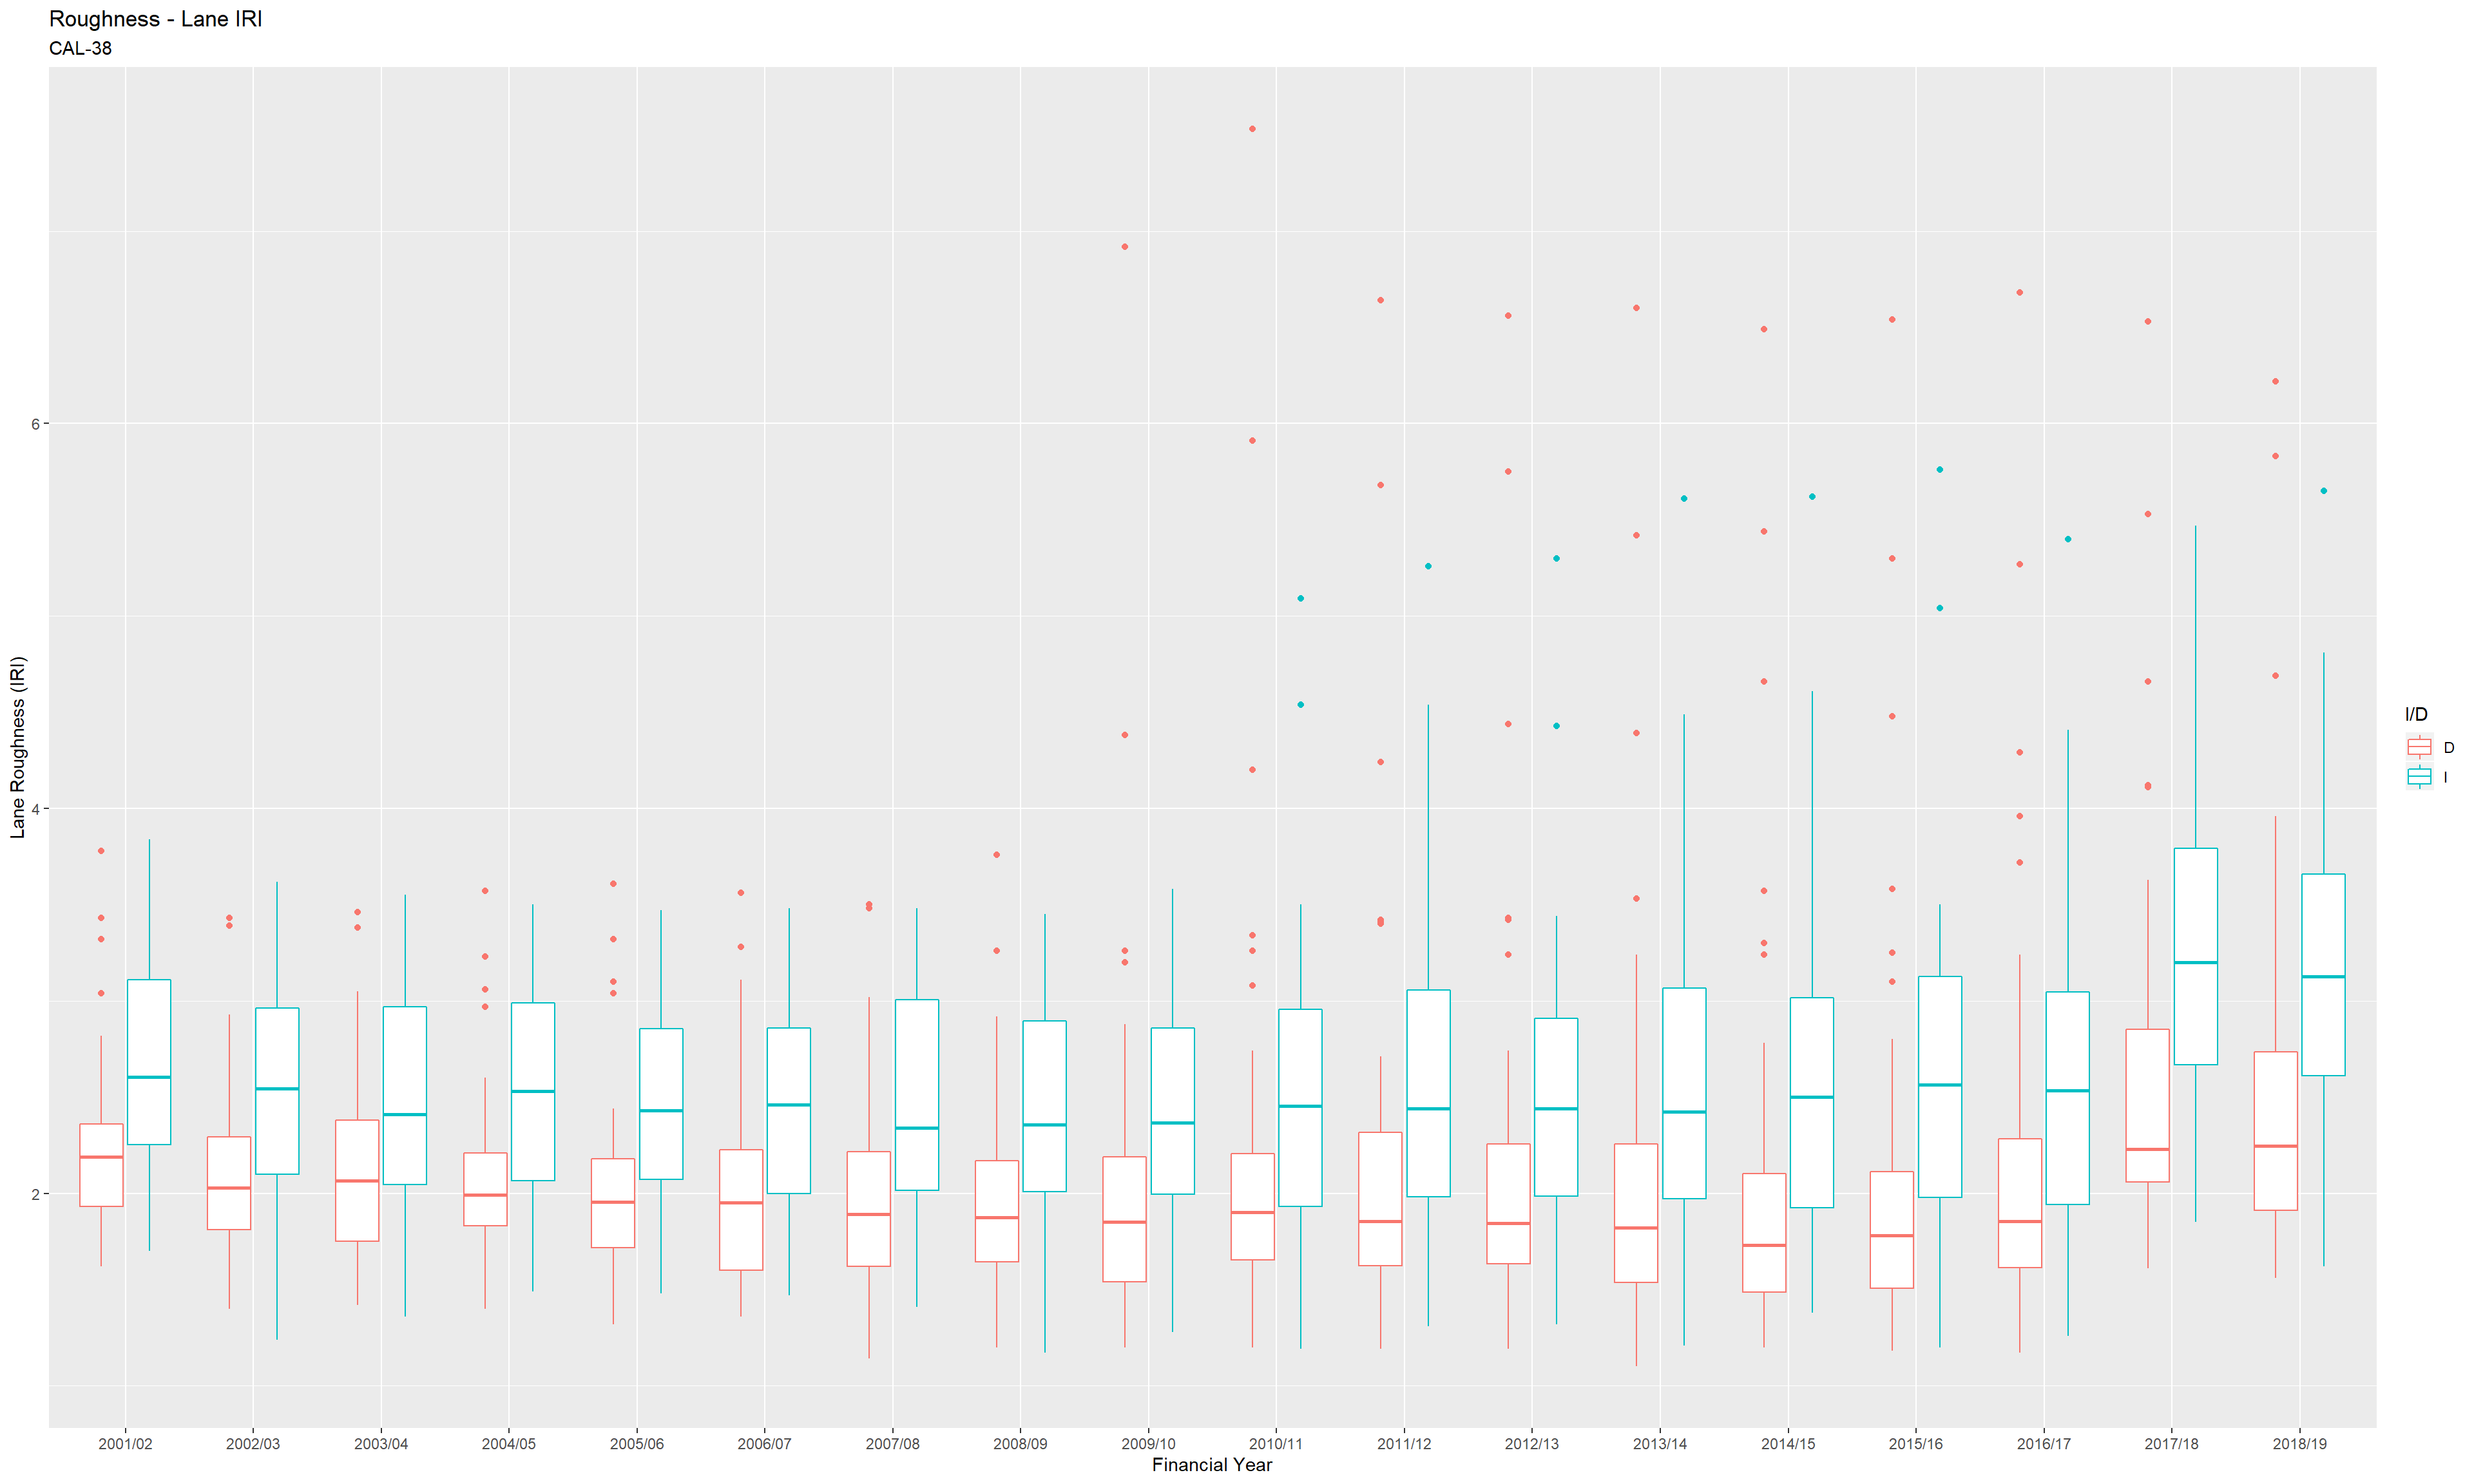 Roughness - Lane IRI
CAL-38
Lane Roughness (IRI)
6
4
2
2001/02 2002/03 2003/04 2004/05 2005/06 2006/07 2007/08 2008/09 2009/10 2010/11 2011/12 2012/13 2013/14 2014/15 2015/16 2016/17 2017/18 2018/19
Financial Year
I/D
D
I